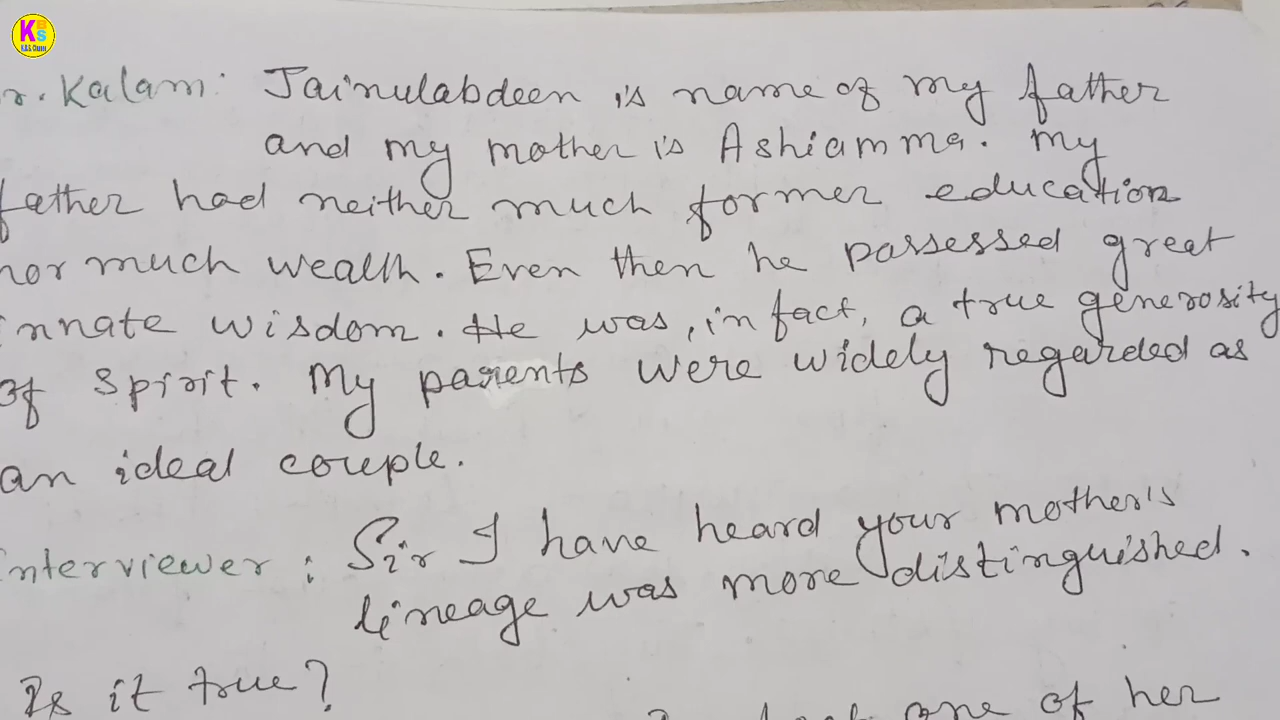 KBs
K.B.S. Classes
r. Kalam: Jainulabdeen is name of my father
and my mother is Ashiamma. my
father had neither much former education
nor much wealth. Even then he possessed great
innate wisdom. He was, in fact, a true generosity
of spirit. My parents were widely regarded as
an ideal couple.
interviewer : Sir I have heard your mother's
lineage was more distinguished.
Is it true?
one of her